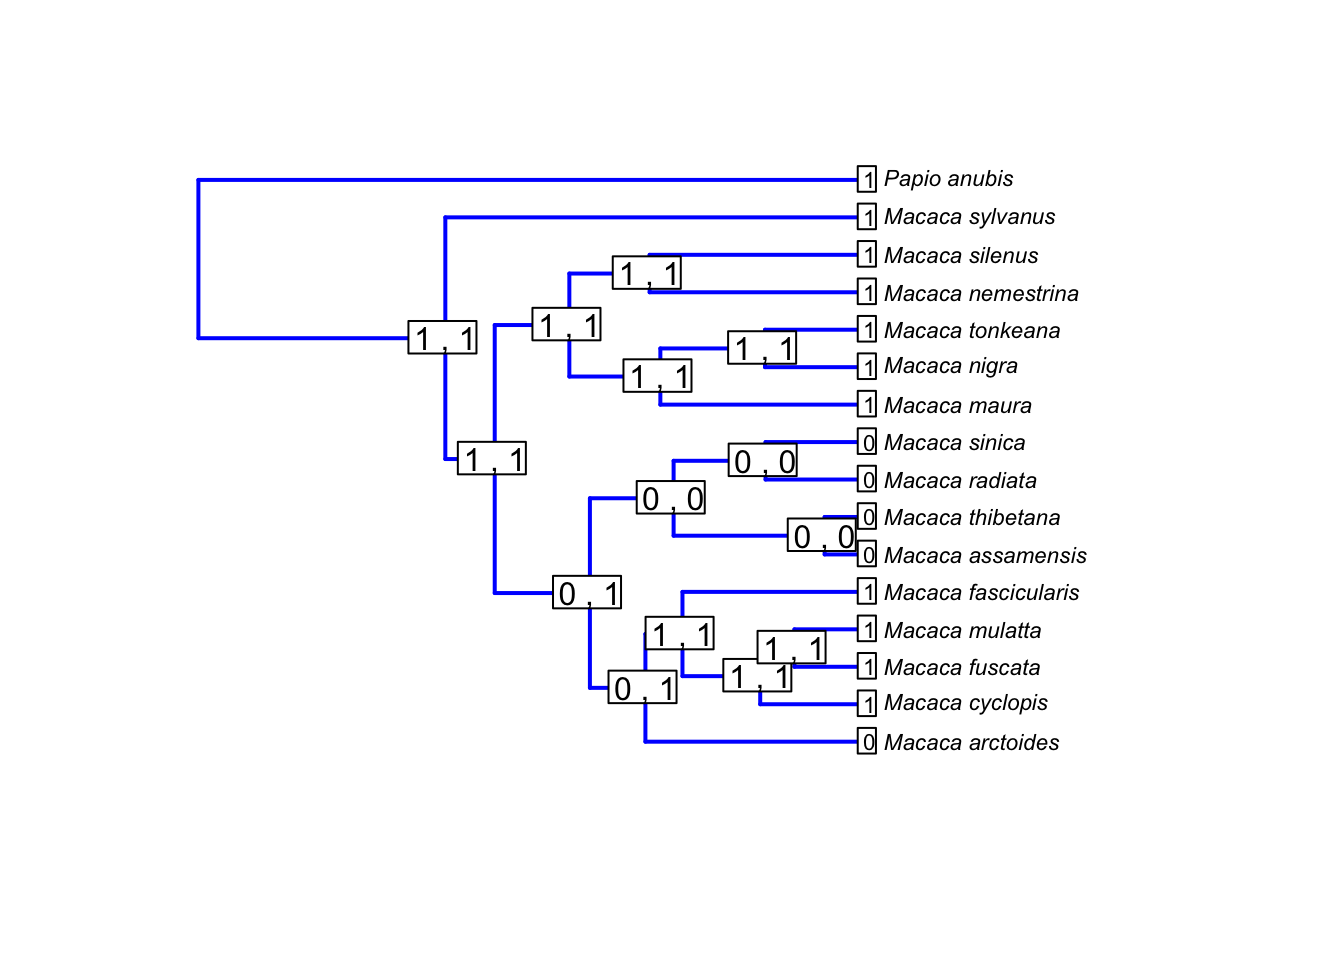 1 Papio anubis
1 Macaca sylvanus
1 Macaca silenus
1 , 1
1 Macaca nemestrina
1 , 1
1 Macaca tonkeana
1 , 1
1 , 1
1 Macaca nigra
1 , 1
1 Macaca maura
0 Macaca sinica
1 , 1
0 , 0
0 Macaca radiata
0 , 0
0 Macaca thibetana
0 , 0
0 Macaca assamensis
0 , 1
1 Macaca fascicularis
1 , 1
1 Macaca mulatta
1 , 1
1 Macaca fuscata
1 , 1
0 , 1
1 Macaca cyclopis
0 Macaca arctoides